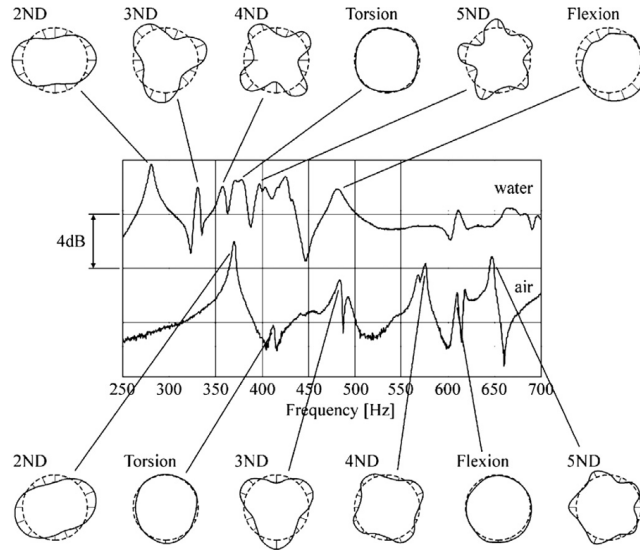 2ND 3ND 4ND Torsion 5ND Flexion
water
4dB
air
250 300 350 400 450 500 550 600 650 700
Frequency [Hz]
2ND Torsion 3ND 4ND Flexion 5ND